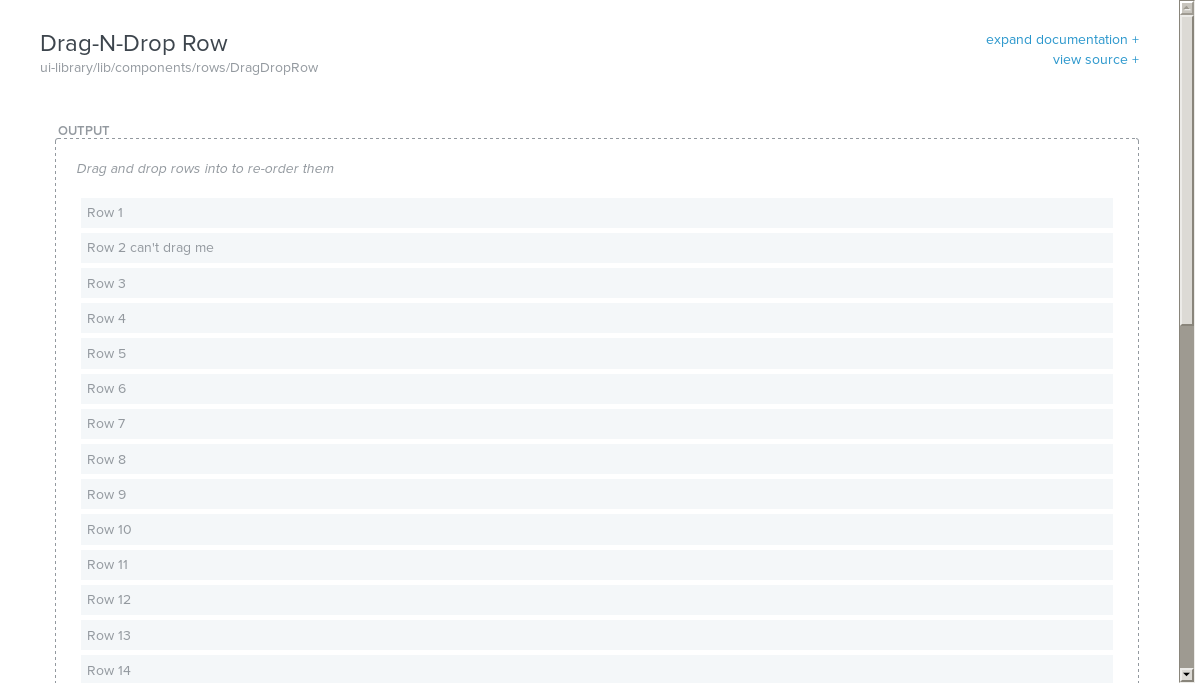 Drag-N-Drop Row
ui-library/lib/components/rows/DragDropRow
expand documentation +
view source +
OUTPUT
Drag and drop rows into to re-order them
Row 1
Row 2 can't drag me
Row 3
Row 4
Row 5
Row 6
Row 7
Row 8
Row 9
Row 10
Row 11
Row 12
Row 13
Row 14